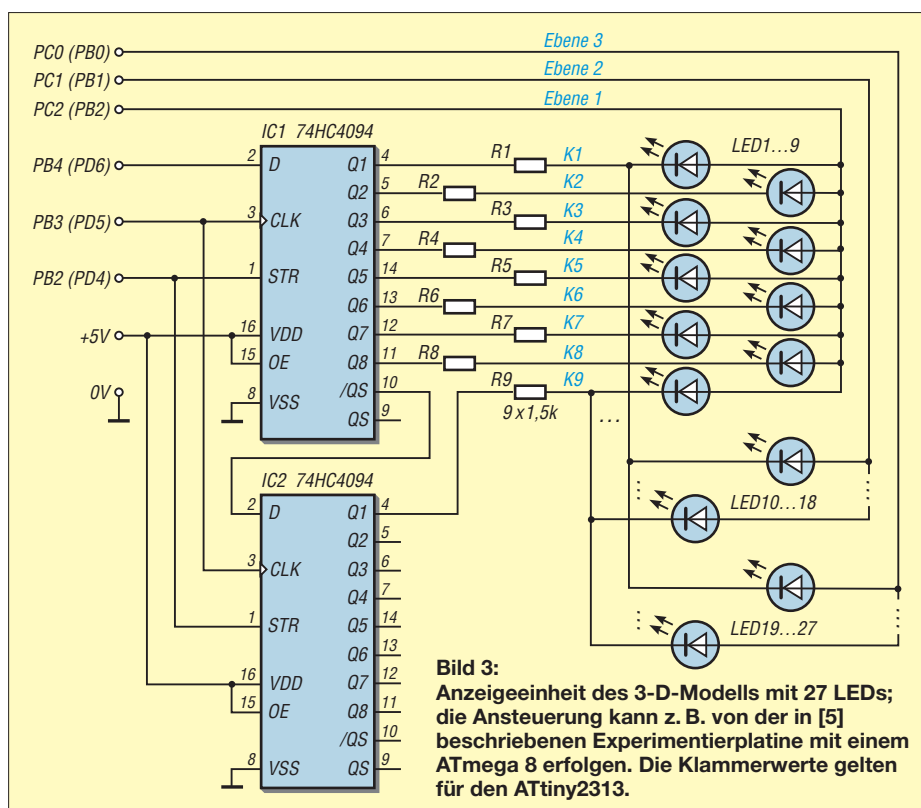 PC0 (PB0) Ebene 3
PC1 (PB1) Ebene 2
PC2 (PB2) Ebene 1
IC1 74HC4094
PB4 (PD6) 2 D Q1 4 R1 K1 LED1...9
Q2 5 R2 K2
PB3 (PD5) 3 CLK Q3 6 R3 K3
Q4 7 R4 K4
PB2 (PD4) 1 STR Q5 14 R5 K5
Q6 13 R6 K6
+5V 16 VDD Q7 12 R7 K7
15 OE Q8 11 R8 K8
0V 8 VSS /QS 10 R9 K9
QS 9 9 x 1,5k ...
IC2 74HC4094
2 D Q1 4 LED10...18
Q2 5
3 CLK Q3 6
Q4 7
1 STR Q5 14
Q6 13 LED19...27
16 VDD Q7 12
15 OE Q8 11
/QS 10
8 VSS QS 9
Bild 3:
Anzeigeeinheit des 3-D-Modells mit 27 LEDs;
die Ansteuerung kann z. B. von der in [5]
beschriebenen Experimentierplatine mit einem
ATmega 8 erfolgen. Die Klammerwerte gelten
für den ATtiny2313.